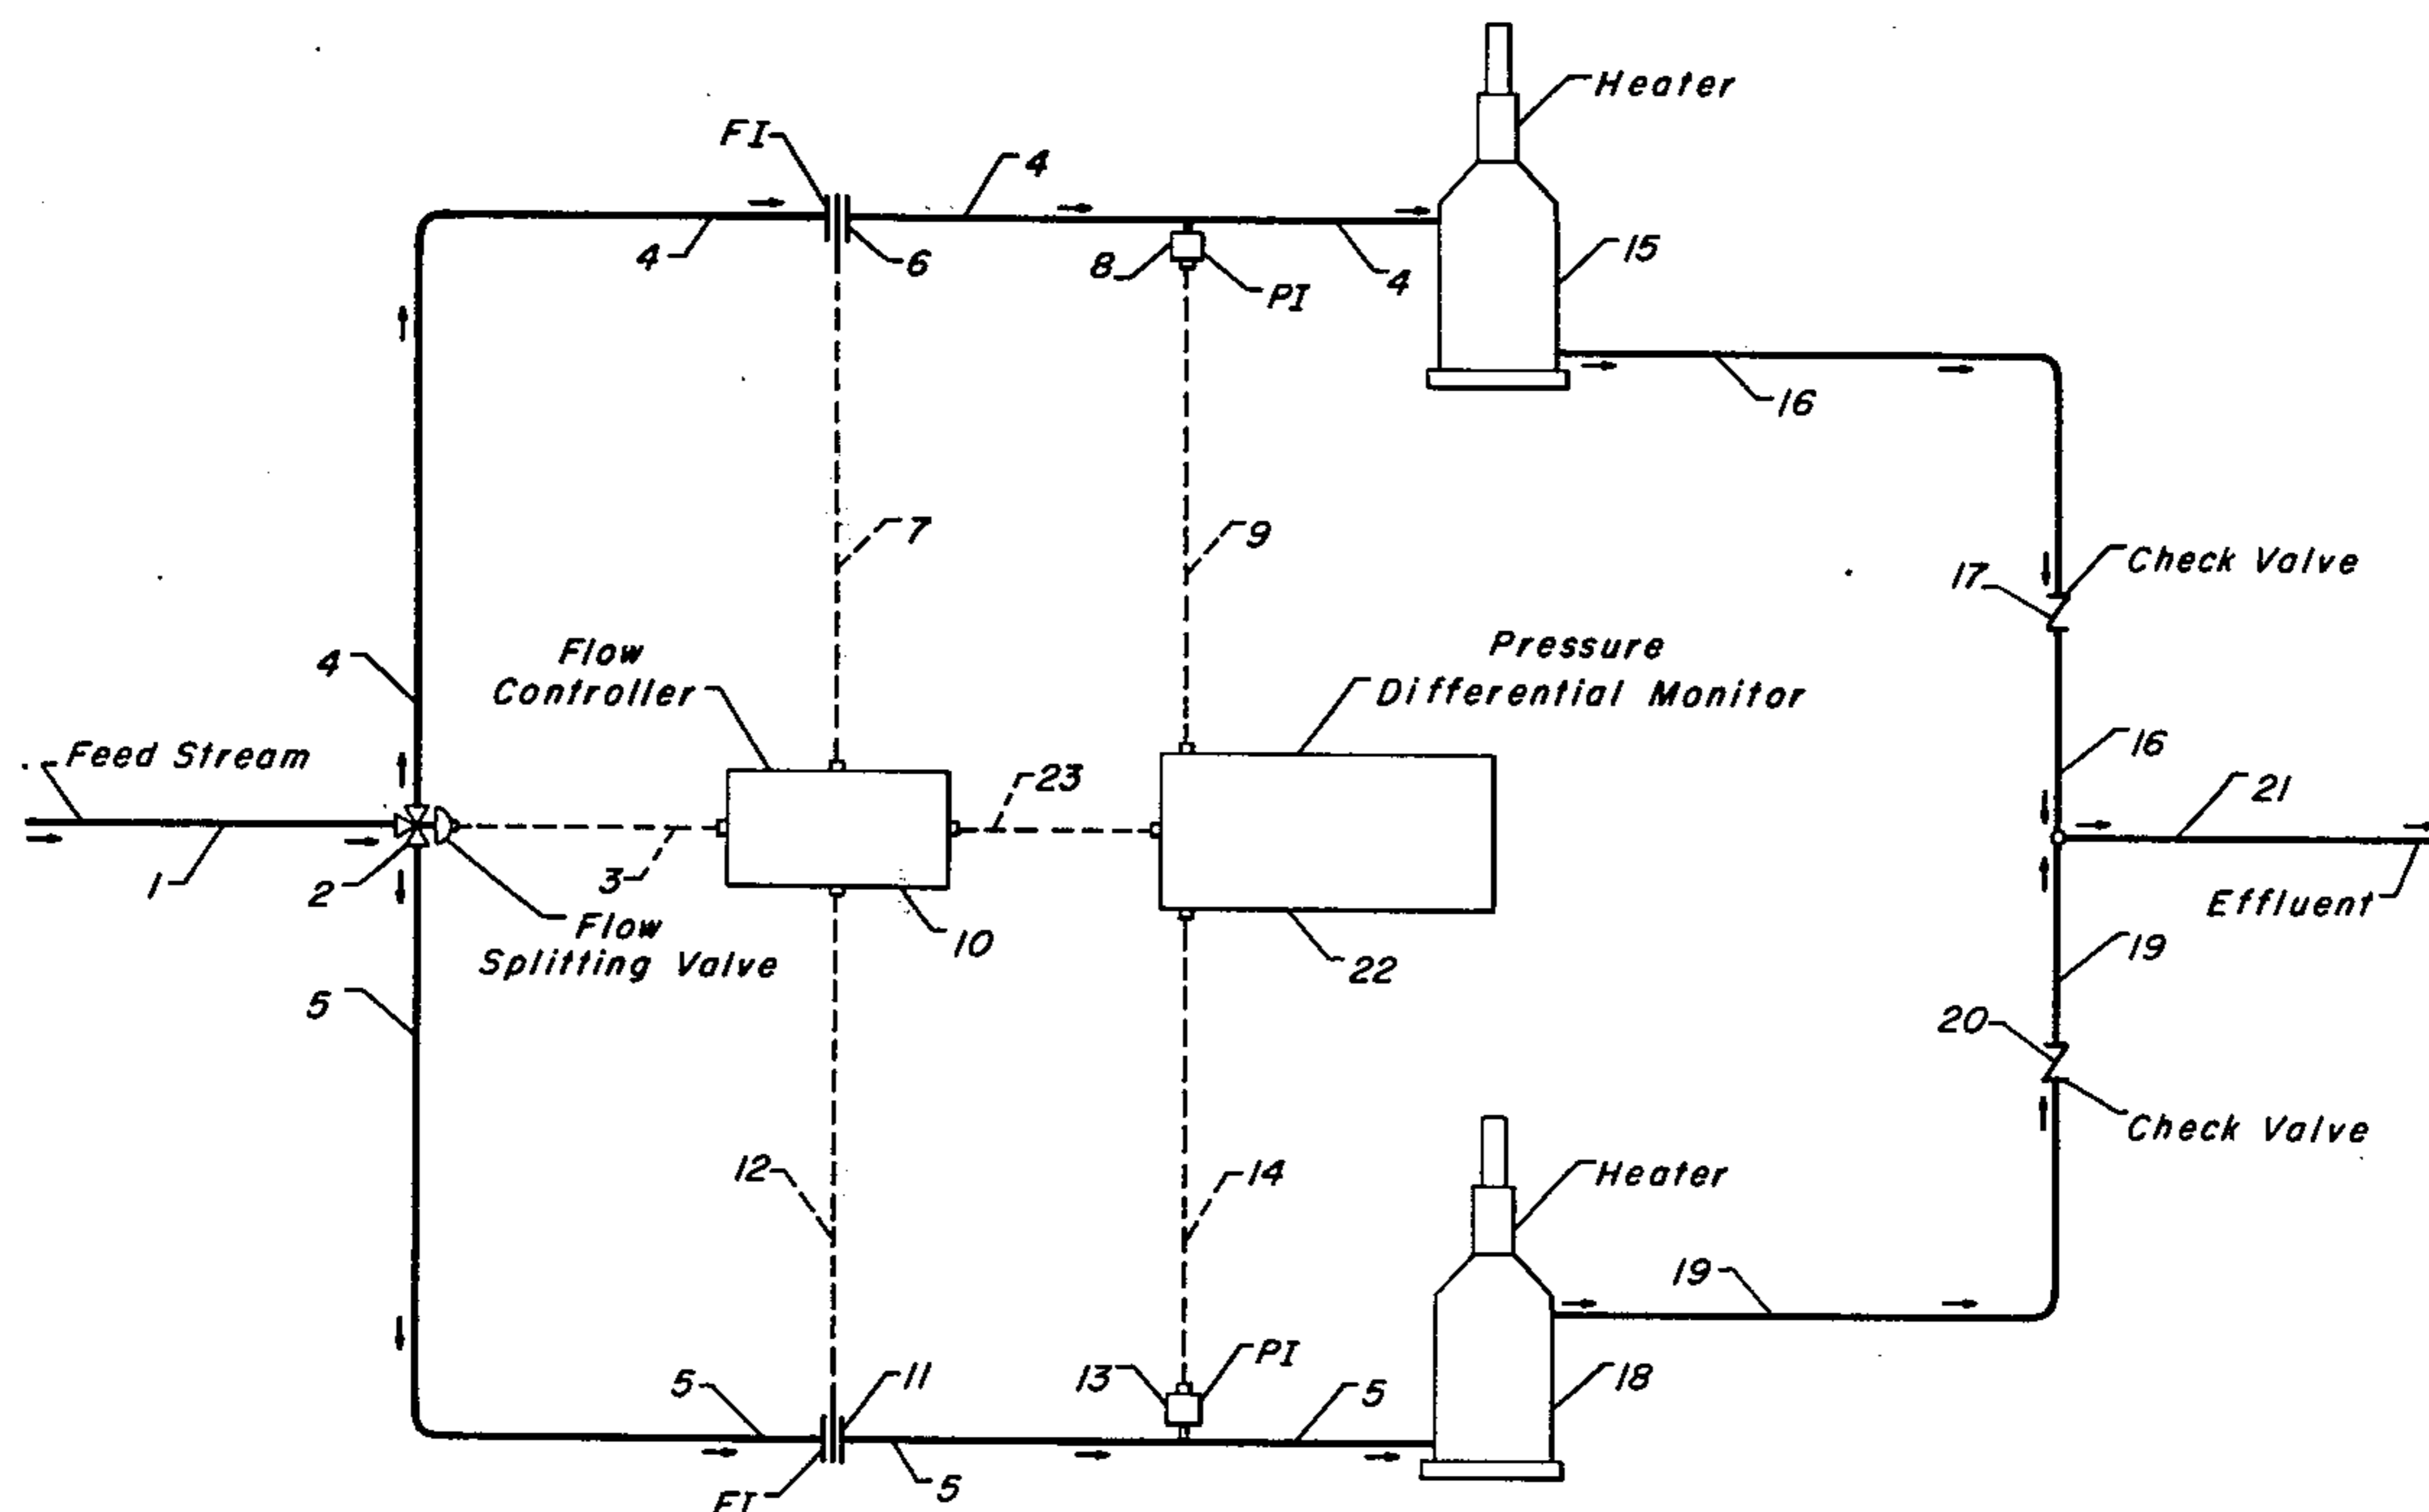 Heater
FI
4
4
6
8
PI
4
15
16
7
9
17
Check Valve
Flow
Controller
Pressure
Differential Monitor
4
Feed Stream
23
16
21
1
2
3
Flow
Splitting Valve
10
22
Effluent
19
5
20
Check Valve
12
14
Heater
19
5
11
13
PI
5
18
5
FI